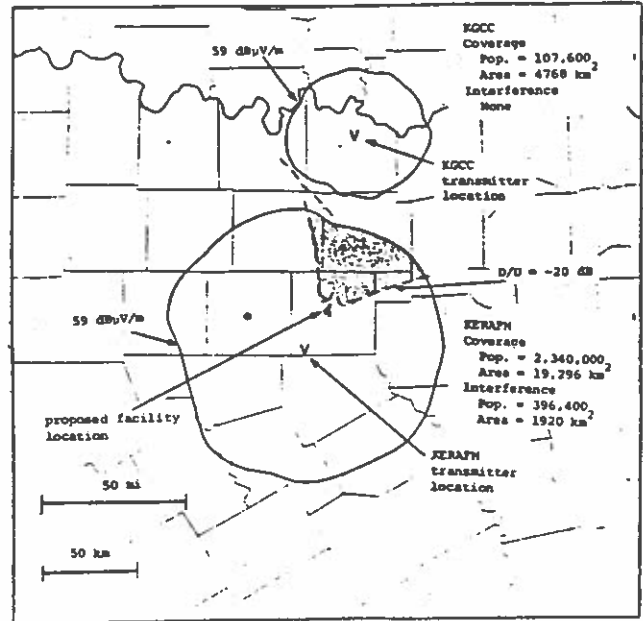 59 dBµV/m
KGCC
Coverage
Pop. = 107,600
Area = 4768 km2
Interference
None
KGCC
transmitter
location
D/U = -20 dB
59 dBµV/m
KERAFM
Coverage
Pop. = 2,340,000
Area = 19,296 km2
Interference
Pop. = 396,400
Area = 1920 km2
proposed facility
location
KERAFM
transmitter
location
50 mi
50 km